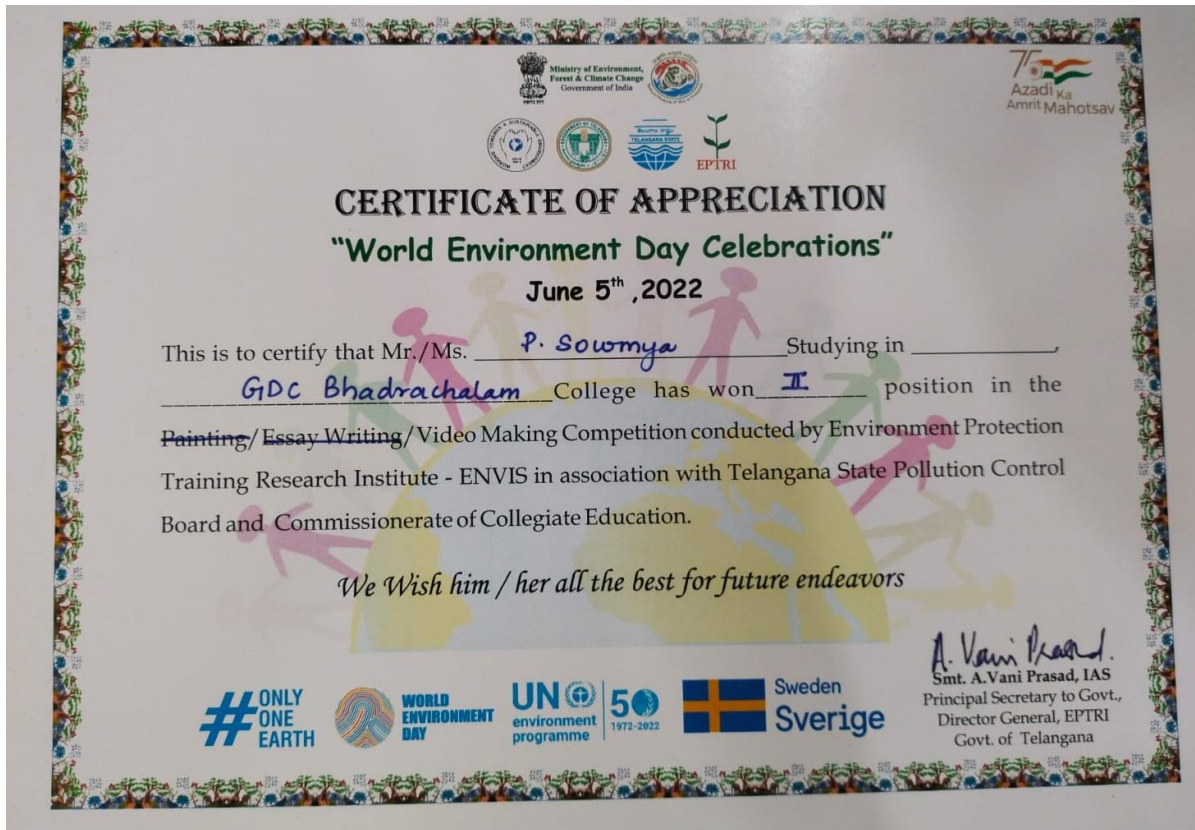 Ministry of Environment,
Forest & Climate Change
Government of India
75
Azadi Ka
Amrit Mahotsav
TELANGANA STATE
EPTRI
CERTIFICATE OF APPRECIATION
"World Environment Day Celebrations"
June 5th ,2022
This is to certify that Mr./Ms. P. Sowmya Studying in ,
GDC Bhadrachalam College has won II position in the
Painting/Essay Writing/Video Making Competition conducted by Environment Protection
Training Research Institute - ENVIS in association with Telangana State Pollution Control
Board and Commissionerate of Collegiate Education.
We Wish him / her all the best for future endeavors
A. Vani Prasad.
Smt. A.Vani Prasad, IAS
Principal Secretary to Govt.,
Director General, EPTRI
Govt. of Telangana
#ONLY
ONE
EARTH
WORLD
ENVIRONMENT
DAY
UN
environment
programme
50
1972-2022
Sweden
Sverige